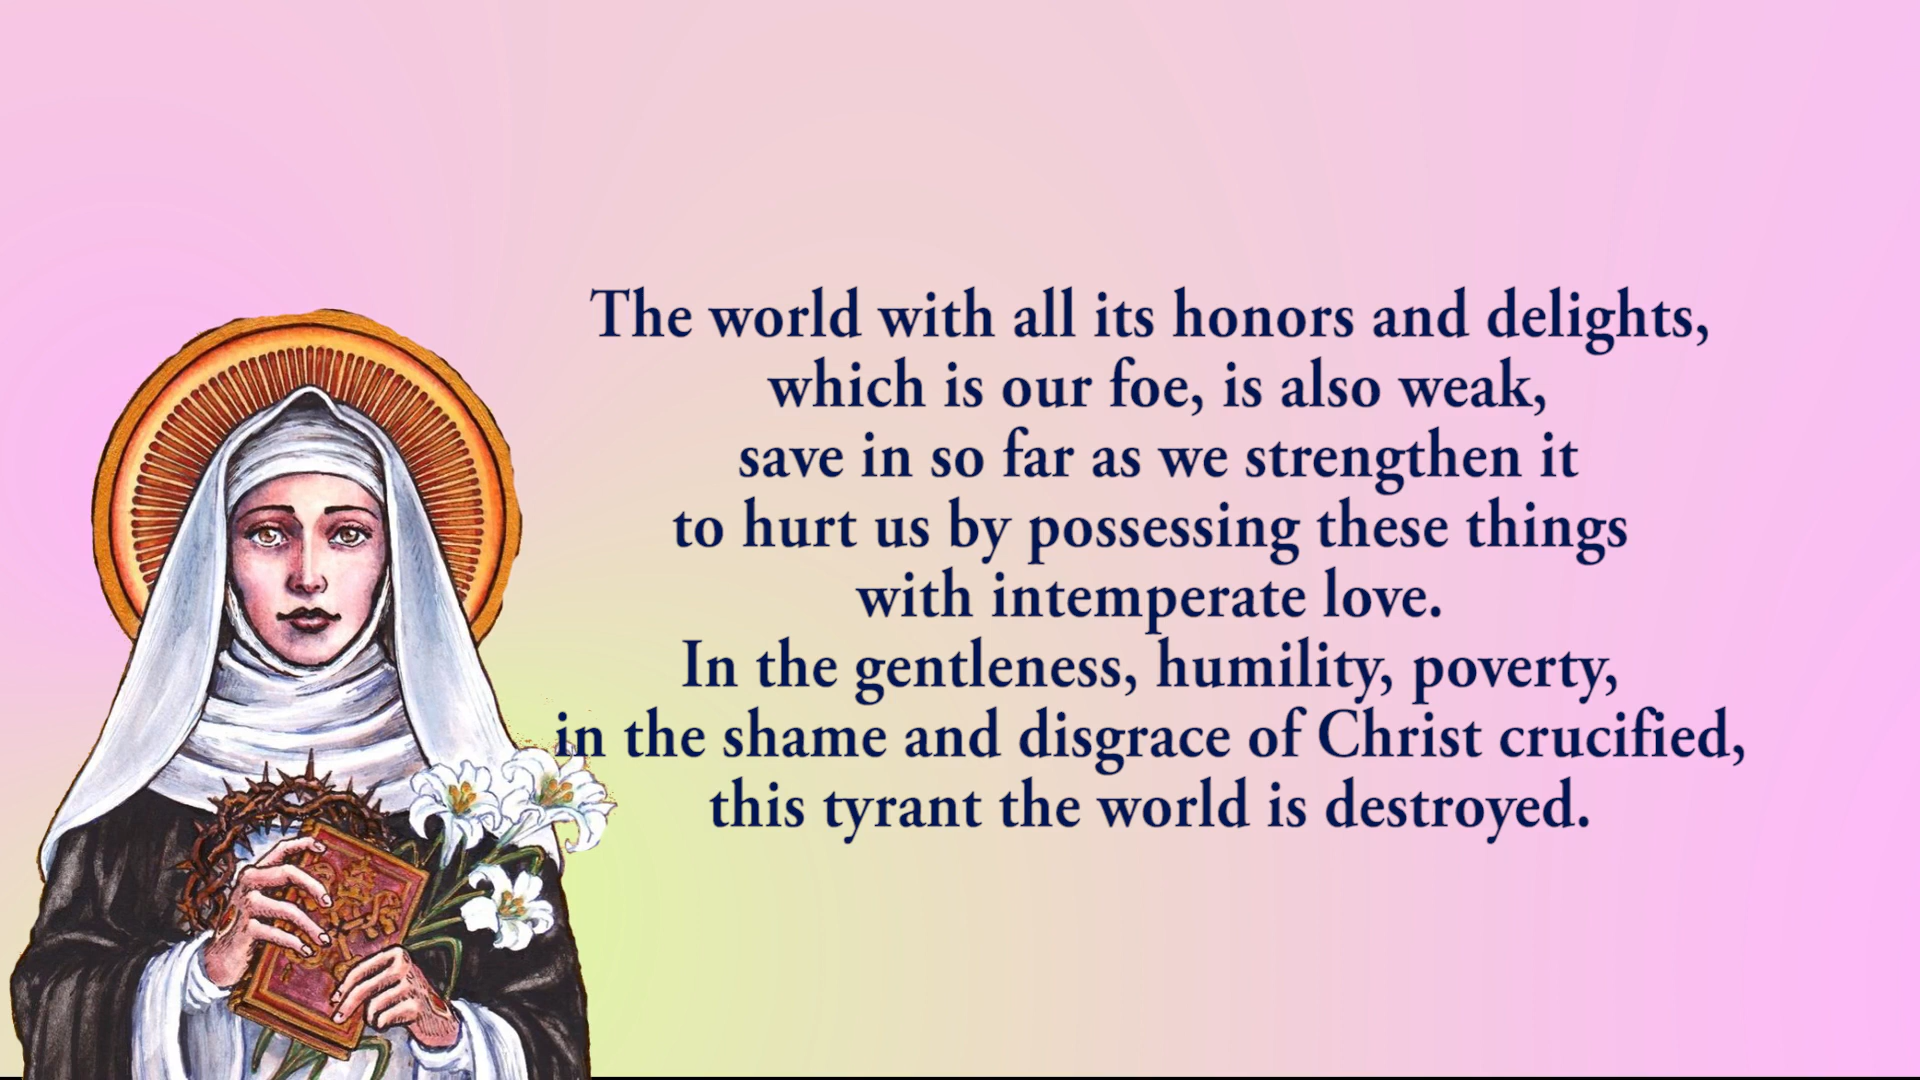 The world with all its honors and delights,
which is our foe, is also weak,
save in so far as we strengthen it
to hurt us by possessing these things
with intemperate love.
In the gentleness, humility, poverty,
in the shame and disgrace of Christ crucified,
this tyrant the world is destroyed.